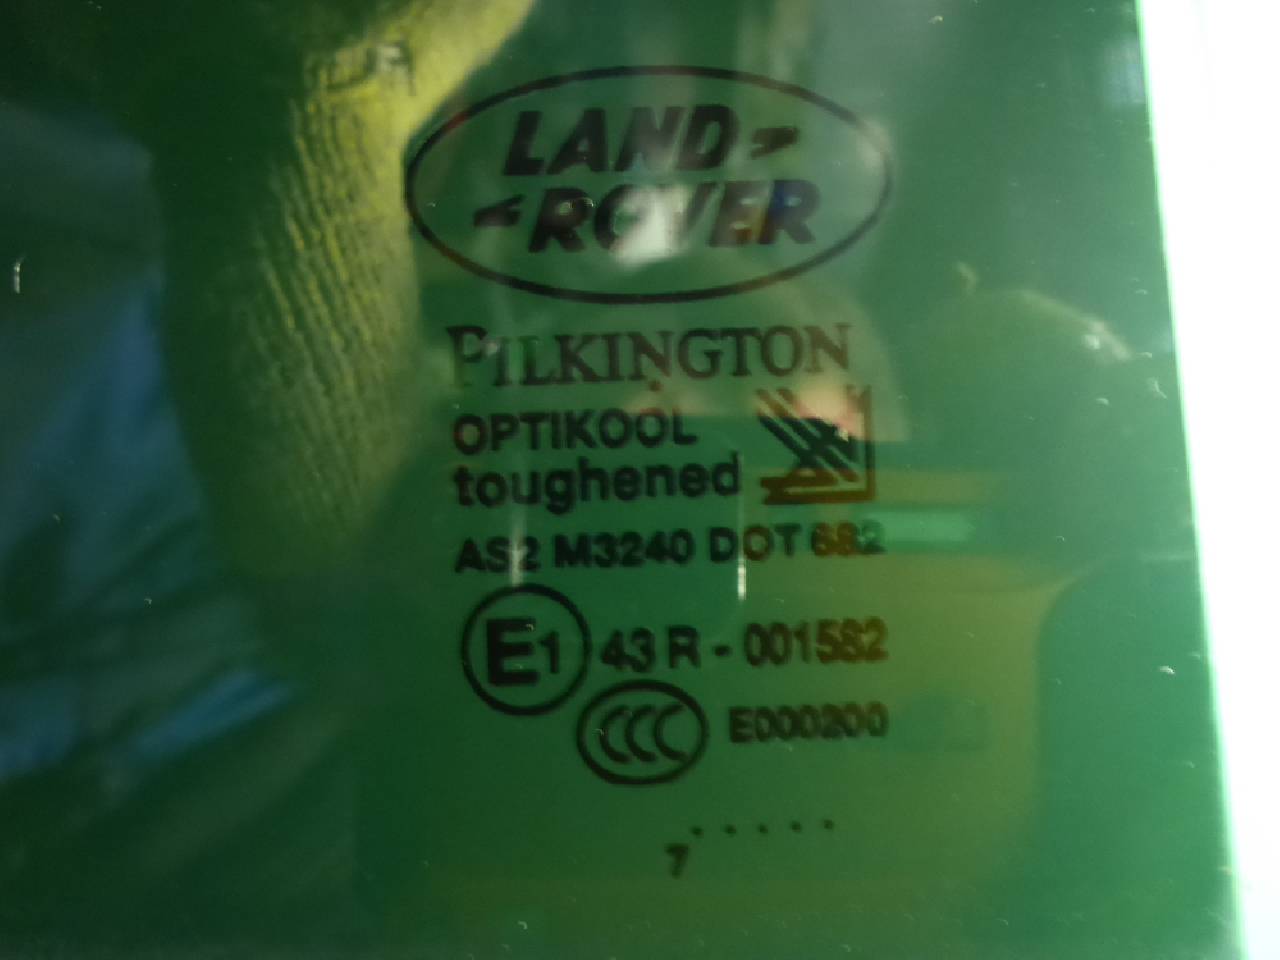 LAND
ROVER
PILKINGTON
OPTIKOOL
toughened
AS2 M3240 DOT 682
E1 43 R - 001582
CCC E000200
.....
7